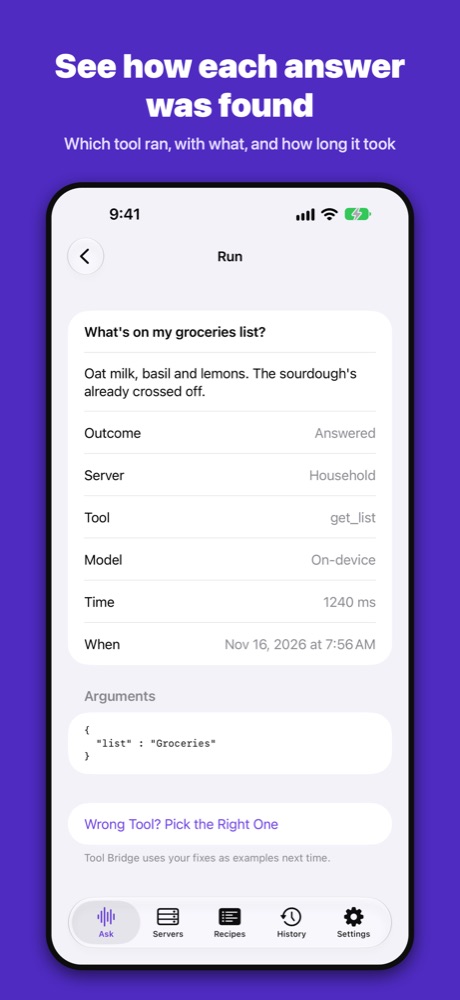 See how each answer
was found
Which tool ran, with what, and how long it took
9:41
Run
What's on my groceries list?
Oat milk, basil and lemons. The sourdough's
already crossed off.
Outcome Answered
Server Household
Tool get_list
Model On-device
Time 1240 ms
When Nov 16, 2026 at 7:56 AM
Arguments
{
"list" : "Groceries"
}
Wrong Tool? Pick the Right One
Tool Bridge uses your fixes as examples next time.
Ask Servers Recipes History Settings